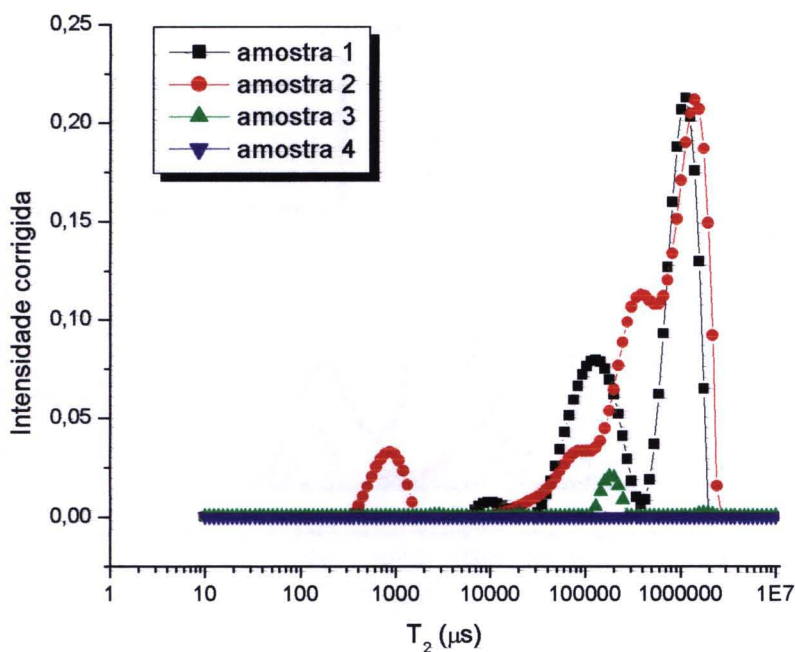 0,25
0,20
0,15
0,10
0,05
0,00
Intensidade corrigida
amostra 1
amostra 2
amostra 3
amostra 4
1 10 100 1000 10000 100000 1000000 1E7
T₂ (μs)